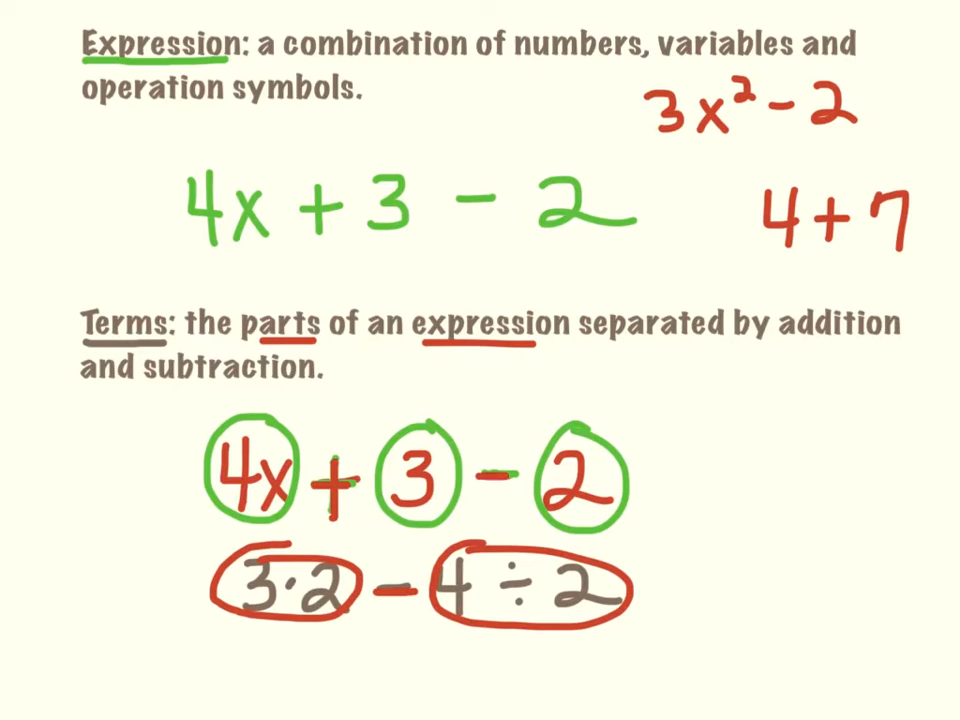 Expression: a combination of numbers, variables and
operation symbols.
3x² - 2
4x + 3 - 2
4 + 7
Terms: the parts of an expression separated by addition
and subtraction.
4x + 3 - 2
3·2 - 4 ÷ 2